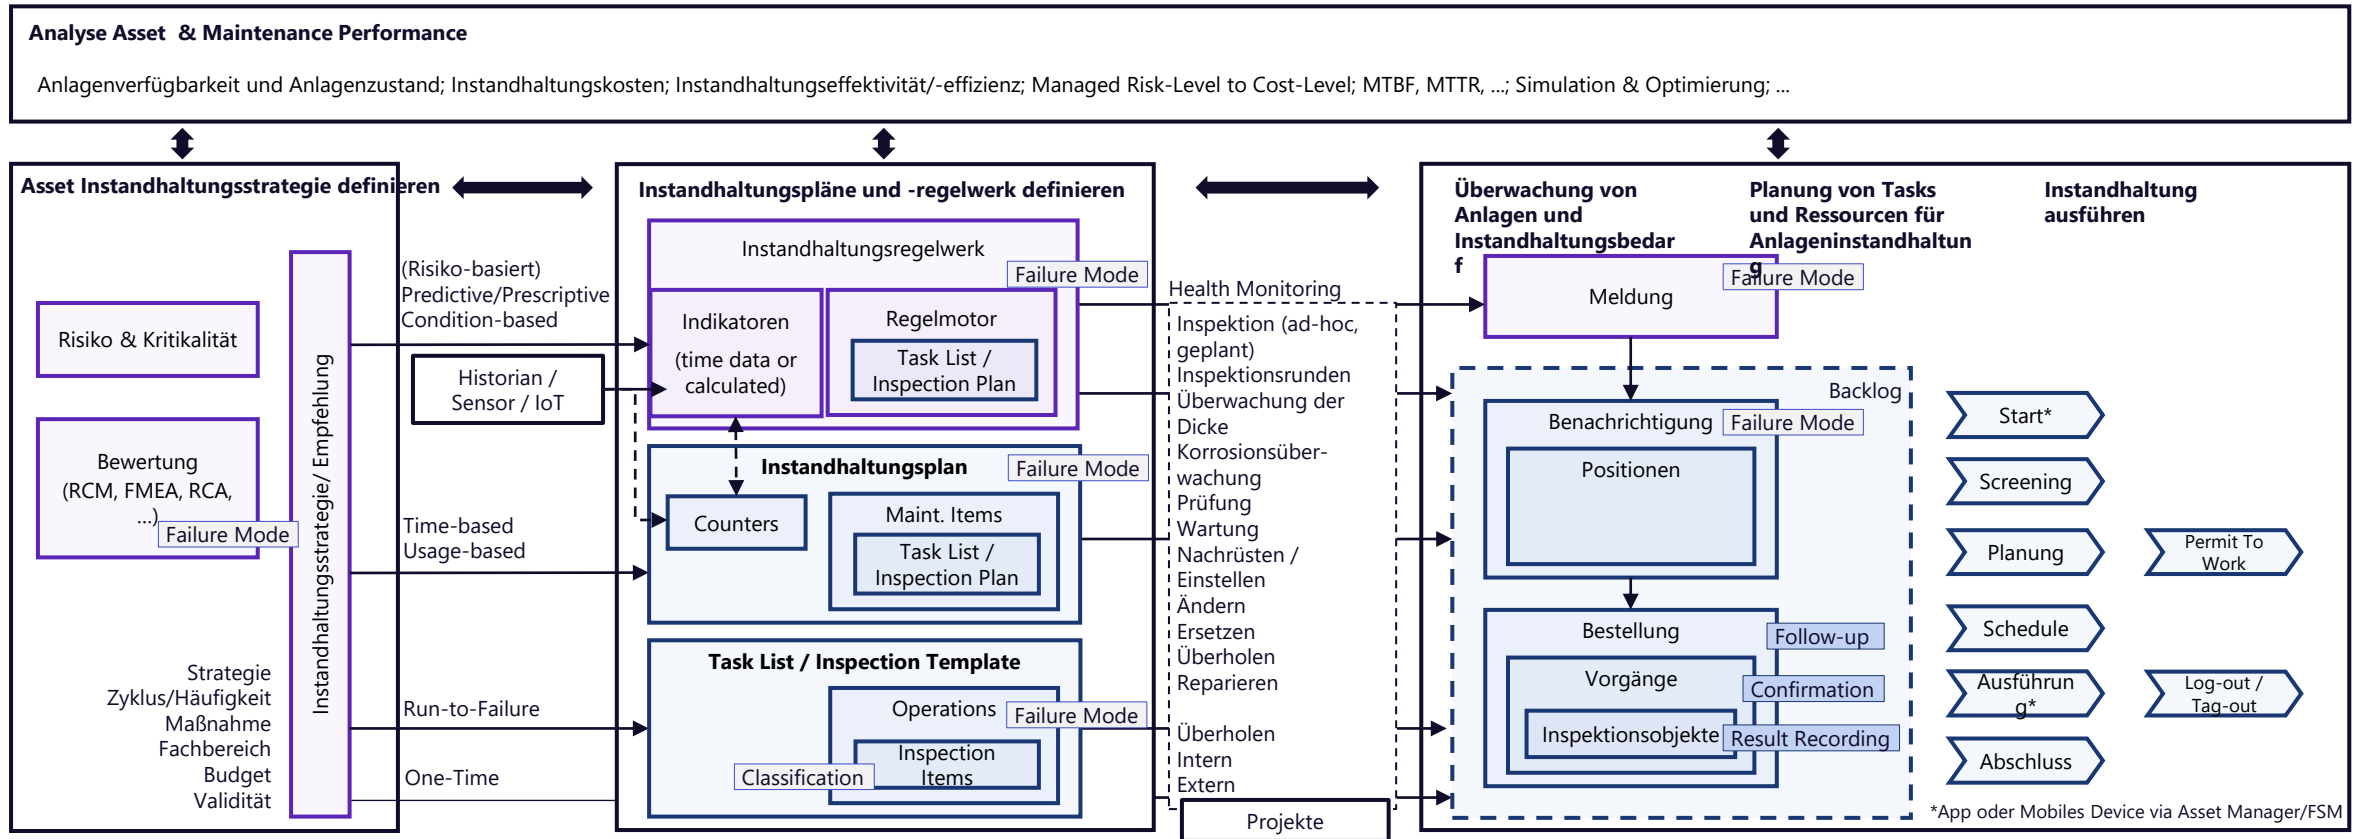 Analyse Asset & Maintenance Performance
Anlagenverfügbarkeit und Anlagenzustand; Instandhaltungskosten; Instandhaltungseffektivität/-effizienz; Managed Risk-Level to Cost-Level; MTBF, MTTR, ...; Simulation & Optimierung; ...
Asset Instandhaltungsstrategie definieren
Risiko & Kritikalität
Bewertung
(RCM, FMEA, RCA,
...)
Failure Mode
Strategie
Zyklus/Häufigkeit
Maßnahme
Fachbereich
Budget
Validität
Instandhaltungsstrategie/ Empfehlung
(Risiko-basiert)
Predictive/Prescriptive
Condition-based
Historian /
Sensor / IoT
Time-based
Usage-based
Run-to-Failure
One-Time
Instandhaltungspläne und -regelwerk definieren
Instandhaltungsregelwerk
Failure Mode
Indikatoren
(time data or
calculated)
Regelmotor
Task List /
Inspection Plan
Instandhaltungsplan
Failure Mode
Counters
Maint. Items
Task List /
Inspection Plan
Task List / Inspection Template
Operations
Failure Mode
Inspection
Items
Classification
Health Monitoring
Inspektion (ad-hoc,
geplant)
Inspektionsrunden
Überwachung der
Dicke
Korrosionsüber-
wachung
Prüfung
Wartung
Nachrüsten /
Einstellen
Ändern
Ersetzen
Überholen
Reparieren
Überholen
Intern
Extern
Projekte
Überwachung von
Anlagen und
Instandhaltungsbedar
f
Planung von Tasks
und Ressourcen für
Anlageninstandhaltun
g
Instandhaltung
ausführen
Meldung
Failure Mode
Backlog
Benachrichtigung
Failure Mode
Positionen
Bestellung
Follow-up
Vorgänge
Confirmation
Inspektionsobjekte
Result Recording
Start*
Screening
Planung
Permit To
Work
Schedule
Ausführun
g*
Log-out /
Tag-out
Abschluss
*App oder Mobiles Device via Asset Manager/FSM